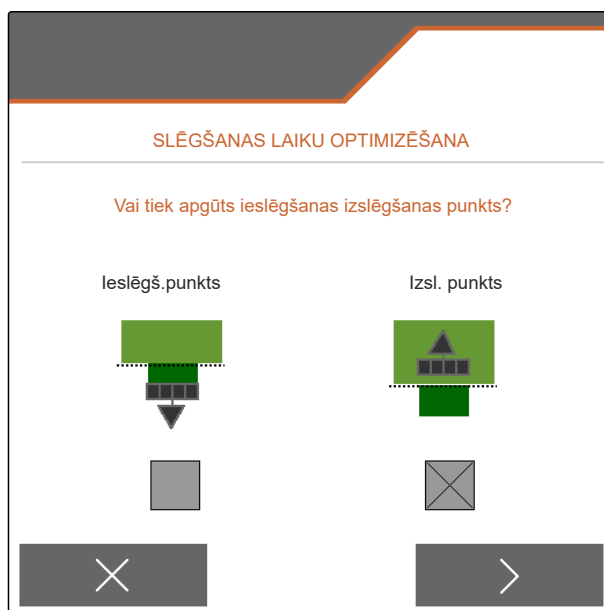 SLĒGŠANAS LAIKU OPTIMIZĒŠANA
Vai tiek apgūts ieslēgšanas izslēgšanas punkts?
Ieslēgš.punkts
Izsl. punkts